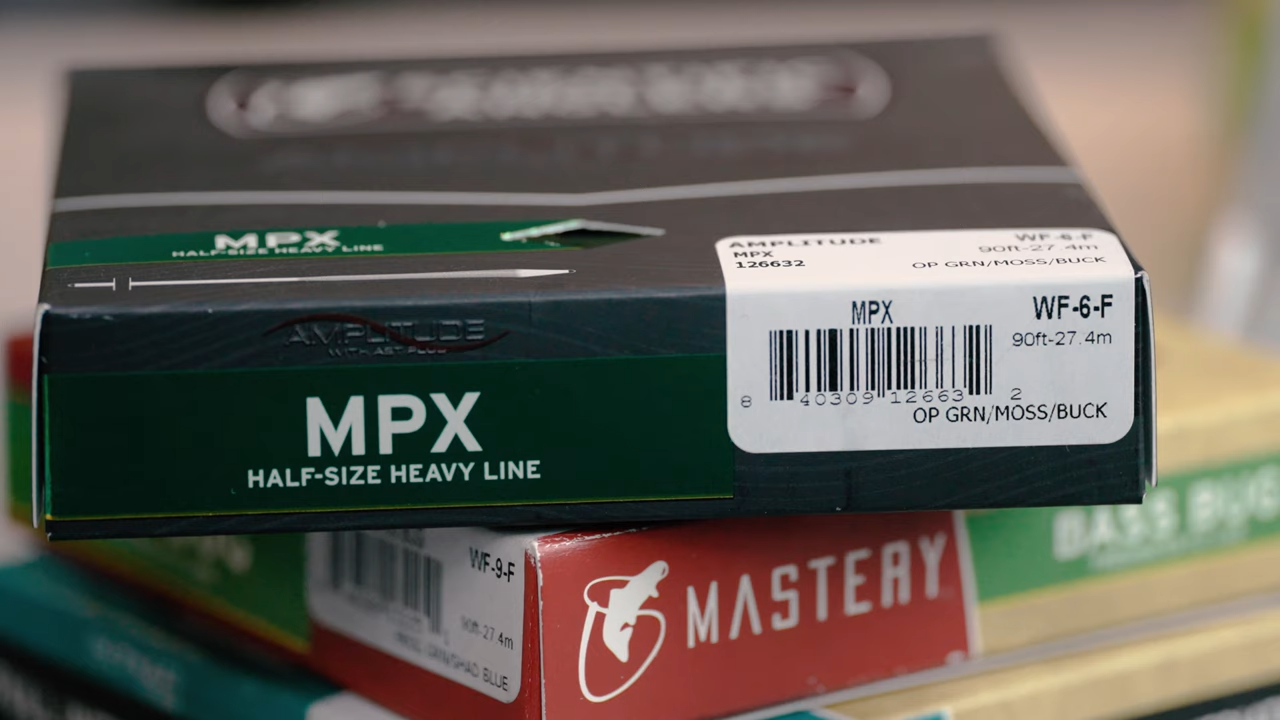 MPX
HALF-SIZE HEAVY LINE
AMPLITUDE
MPX
126632
WF-6-F
90ft-27.4m
OP GRN/MOSS/BUCK
AMPLITUDE
MPX
HALF-SIZE HEAVY LINE
MPX
WF-6-F
90ft-27.4m
8 40309 12663 2
OP GRN/MOSS/BUCK
WF-9-F
90ft-27.4m
MASTERY
BASS BUG